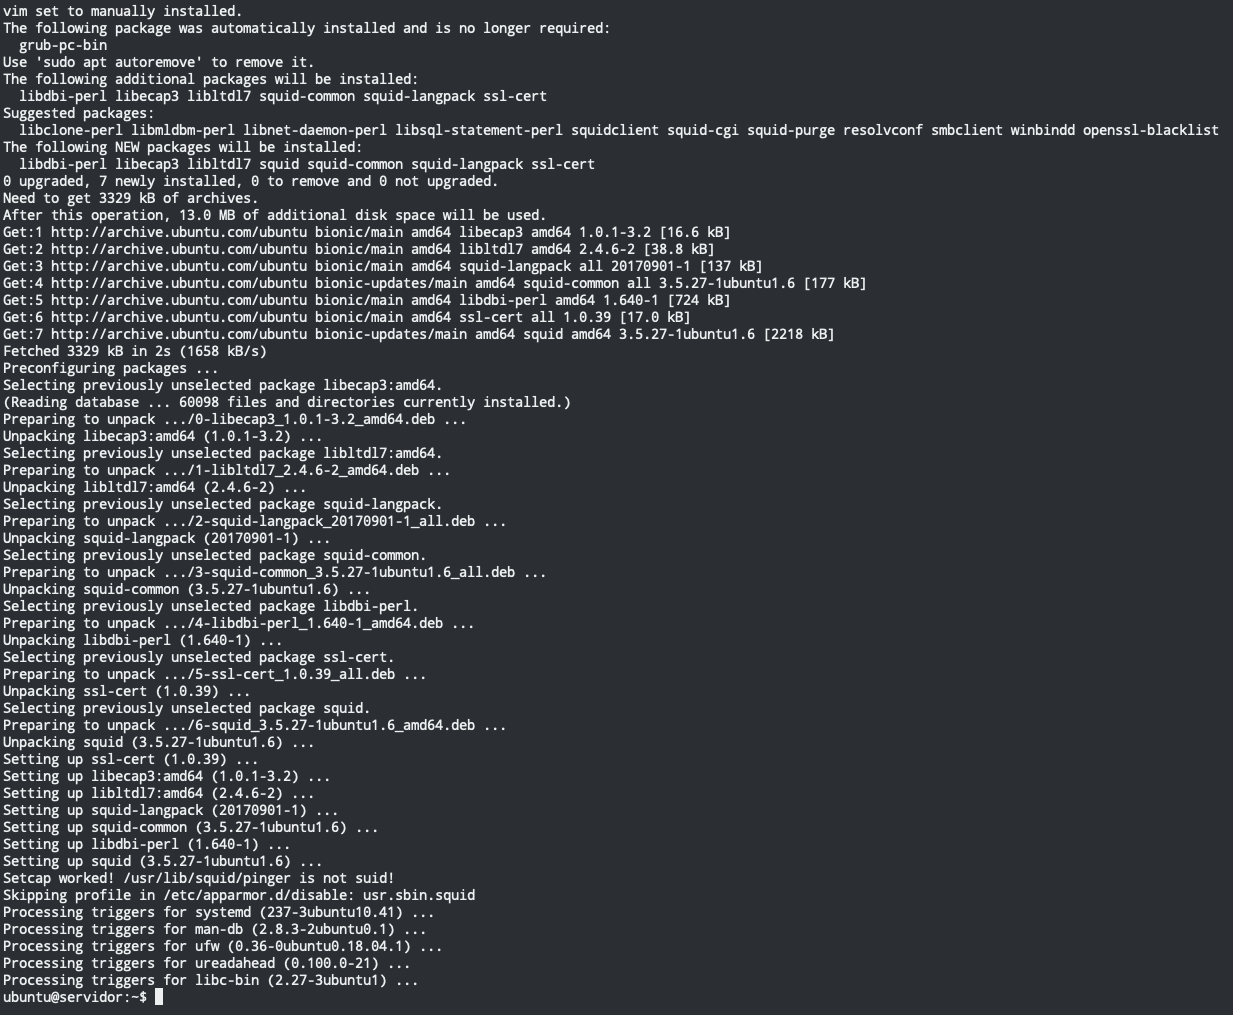 vim set to manually installed.
The following package was automatically installed and is no longer required:
  grub-pc-bin
Use 'sudo apt autoremove' to remove it.
The following additional packages will be installed:
  libdbi-perl libecap3 libltdl7 squid-common squid-langpack ssl-cert
Suggested packages:
  libclone-perl libmldbm-perl libnet-daemon-perl libsql-statement-perl squidclient squid-cgi squid-purge resolvconf smbclient winbindd openssl-blacklist
The following NEW packages will be installed:
  libdbi-perl libecap3 libltdl7 squid squid-common squid-langpack ssl-cert
0 upgraded, 7 newly installed, 0 to remove and 0 not upgraded.
Need to get 3329 kB of archives.
After this operation, 13.0 MB of additional disk space will be used.
Get:1 http://archive.ubuntu.com/ubuntu bionic/main amd64 libecap3 amd64 1.0.1-3.2 [16.6 kB]
Get:2 http://archive.ubuntu.com/ubuntu bionic/main amd64 libltdl7 amd64 2.4.6-2 [38.8 kB]
Get:3 http://archive.ubuntu.com/ubuntu bionic/main amd64 squid-langpack all 20170901-1 [137 kB]
Get:4 http://archive.ubuntu.com/ubuntu bionic-updates/main amd64 squid-common all 3.5.27-1ubuntu1.6 [177 kB]
Get:5 http://archive.ubuntu.com/ubuntu bionic/main amd64 libdbi-perl amd64 1.640-1 [724 kB]
Get:6 http://archive.ubuntu.com/ubuntu bionic/main amd64 ssl-cert all 1.0.39 [17.0 kB]
Get:7 http://archive.ubuntu.com/ubuntu bionic-updates/main amd64 squid amd64 3.5.27-1ubuntu1.6 [2218 kB]
Fetched 3329 kB in 2s (1658 kB/s)
Preconfiguring packages ...
Selecting previously unselected package libecap3:amd64.
(Reading database ... 60098 files and directories currently installed.)
Preparing to unpack .../0-libecap3_1.0.1-3.2_amd64.deb ...
Unpacking libecap3:amd64 (1.0.1-3.2) ...
Selecting previously unselected package libltdl7:amd64.
Preparing to unpack .../1-libltdl7_2.4.6-2_amd64.deb ...
Unpacking libltdl7:amd64 (2.4.6-2) ...
Selecting previously unselected package squid-langpack.
Preparing to unpack .../2-squid-langpack_20170901-1_all.deb ...
Unpacking squid-langpack (20170901-1) ...
Selecting previously unselected package squid-common.
Preparing to unpack .../3-squid-common_3.5.27-1ubuntu1.6_all.deb ...
Unpacking squid-common (3.5.27-1ubuntu1.6) ...
Selecting previously unselected package libdbi-perl.
Preparing to unpack .../4-libdbi-perl_1.640-1_amd64.deb ...
Unpacking libdbi-perl (1.640-1) ...
Selecting previously unselected package ssl-cert.
Preparing to unpack .../5-ssl-cert_1.0.39_all.deb ...
Unpacking ssl-cert (1.0.39) ...
Selecting previously unselected package squid.
Preparing to unpack .../6-squid_3.5.27-1ubuntu1.6_amd64.deb ...
Unpacking squid (3.5.27-1ubuntu1.6) ...
Setting up ssl-cert (1.0.39) ...
Setting up libecap3:amd64 (1.0.1-3.2) ...
Setting up libltdl7:amd64 (2.4.6-2) ...
Setting up squid-langpack (20170901-1) ...
Setting up squid-common (3.5.27-1ubuntu1.6) ...
Setting up libdbi-perl (1.640-1) ...
Setting up squid (3.5.27-1ubuntu1.6) ...
Setcap worked! /usr/lib/squid/pinger is not suid!
Skipping profile in /etc/apparmor.d/disable: usr.sbin.squid
Processing triggers for systemd (237-3ubuntu10.41) ...
Processing triggers for man-db (2.8.3-2ubuntu0.1) ...
Processing triggers for ufw (0.36-0ubuntu0.18.04.1) ...
Processing triggers for ureadahead (0.100.0-21) ...
Processing triggers for libc-bin (2.27-3ubuntu1) ...
ubuntu@servidor:~$